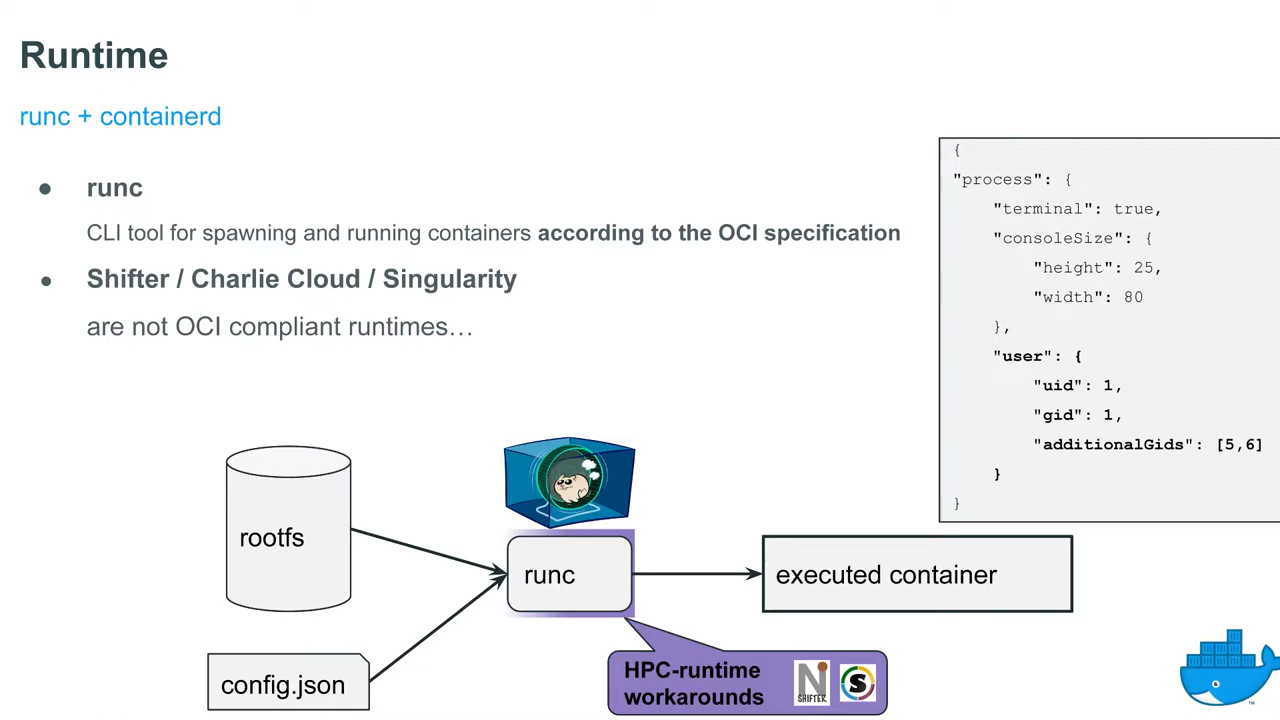 Runtime
runc + containerd
● runc
CLI tool for spawning and running containers according to the OCI specification
● Shifter / Charlie Cloud / Singularity
are not OCI compliant runtimes…
{
"process": {
"terminal": true,
"consoleSize": {
"height": 25,
"width": 80
},
"user": {
"uid": 1,
"gid": 1,
"additionalGids": [5,6]
}
}
rootfs
runc
executed container
config.json
HPC-runtime
workarounds
N
SHIFTER
S